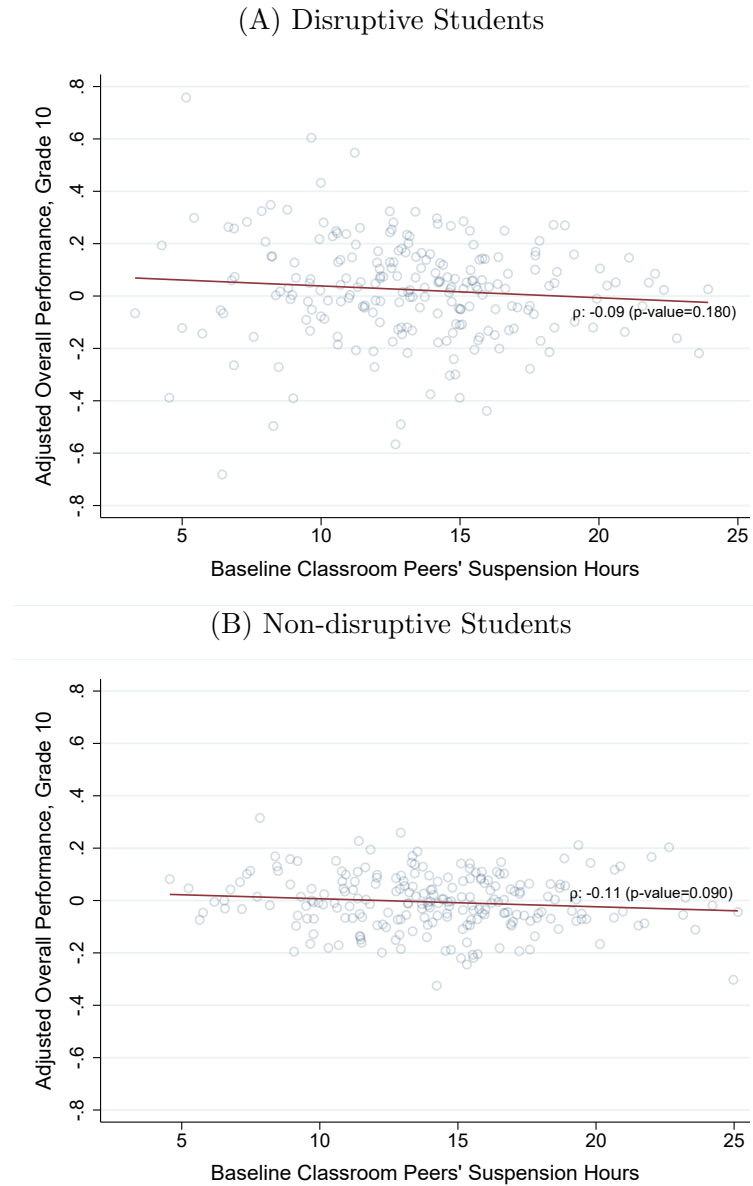 (A) Disruptive Students
Adjusted Overall Performance, Grade 10
.8
.6
.4
.2
0
-.2
-.4
-.6
-.8
ρ: -0.09 (p-value=0.180)
5 10 15 20 25
Baseline Classroom Peers' Suspension Hours
(B) Non-disruptive Students
Adjusted Overall Performance, Grade 10
.8
.6
.4
.2
0
-.2
-.4
-.6
-.8
ρ: -0.11 (p-value=0.090)
5 10 15 20 25
Baseline Classroom Peers' Suspension Hours